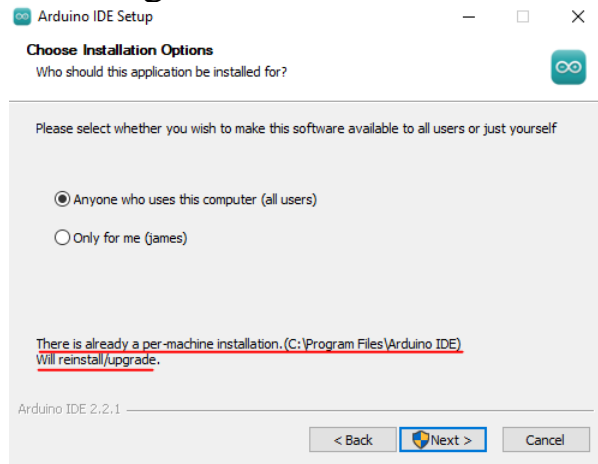 Arduino IDE Setup
Choose Installation Options
Who should this application be installed for?
Please select whether you wish to make this software available to all users or just yourself
Anyone who uses this computer (all users)
Only for me (james)
There is already a per-machine installation.(C:\Program Files\Arduino IDE)
Will reinstall/upgrade.
Arduino IDE 2.2.1
< Back
Next >
Cancel